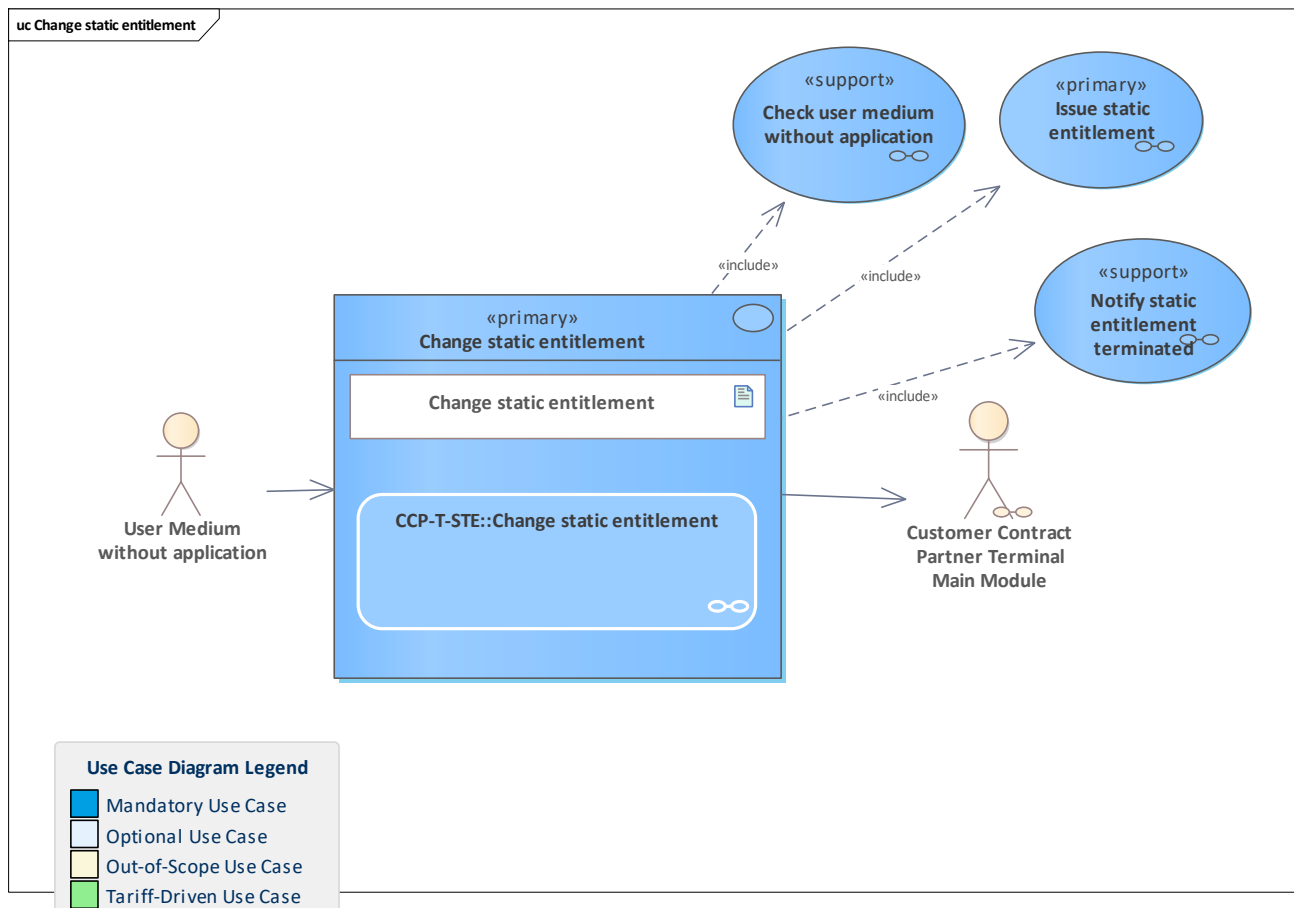 uc Change static entitlement
«support»
Check user medium
without application
«primary»
Issue static
entitlement
«include»
«include»
«support»
Notify static
entitlement
terminated
«include»
«primary»
Change static entitlement
Change static entitlement
CCP-T-STE::Change static entitlement
User Medium
without application
Customer Contract
Partner Terminal
Main Module
Use Case Diagram Legend
Mandatory Use Case
Optional Use Case
Out-of-Scope Use Case
Tariff-Driven Use Case